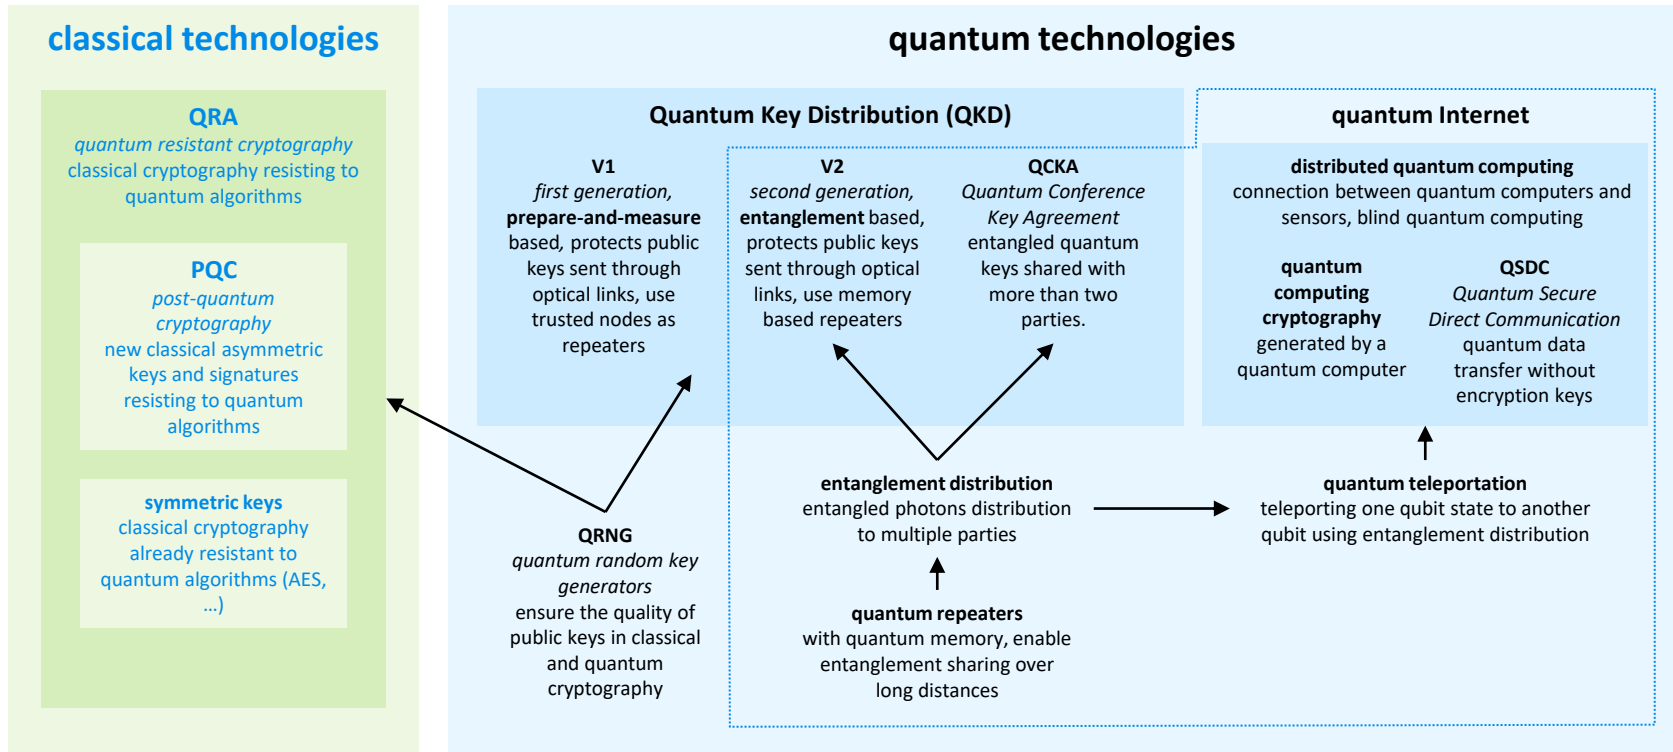 classical technologies
QRA
quantum resistant cryptography
classical cryptography resisting to
quantum algorithms
PQC
post-quantum
cryptography
new classical asymmetric
keys and signatures
resisting to quantum
algorithms
symmetric keys
classical cryptography
already resistant to
quantum algorithms (AES,
…)
quantum technologies
Quantum Key Distribution (QKD)
V1
first generation,
prepare-and-measure
based, protects public
keys sent through
optical links, use
trusted nodes as
repeaters
V2
second generation,
entanglement based,
protects public keys
sent through optical
links, use memory
based repeaters
QCKA
Quantum Conference
Key Agreement
entangled quantum
keys shared with
more than two
parties.
quantum Internet
distributed quantum computing
connection between quantum computers and
sensors, blind quantum computing
quantum
computing
cryptography
generated by a
quantum computer
QSDC
Quantum Secure
Direct Communication
quantum data
transfer without
encryption keys
QRNG
quantum random key
generators
ensure the quality of
public keys in classical
and quantum
cryptography
entanglement distribution
entangled photons distribution
to multiple parties
quantum repeaters
with quantum memory, enable
entanglement sharing over
long distances
quantum teleportation
teleporting one qubit state to another
qubit using entanglement distribution